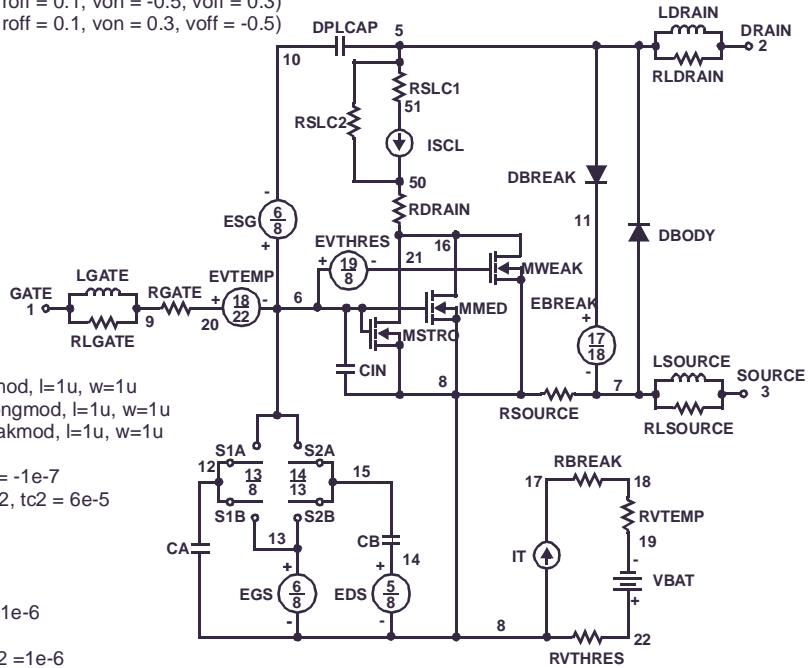 roff = 0.1, von = -0.5, voff = 0.3)
roff = 0.1, von = 0.3, voff = -0.5)
LDRAIN
DRAIN
2
RLDRAIN
DPLCAP
5
10
RSLC1
51
RSLC2
ISCL
50
DBREAK
RDRAIN
11
DBODY
ESG
6
8
-
+
EVTHRES
+ 19 -
8
16
21
MWEAK
LGATE
EVTEMP
GATE
1
RGATE
+ 18 -
22
6
9
20
RLGATE
MMED
EBREAK
+
17
18
-
MSTRO
CIN
8
7
LSOURCE
SOURCE
3
RSOURCE
RLSOURCE
nod, l=1u, w=1u
ongmod, l=1u, w=1u
akmod, l=1u, w=1u
= -1e-7
2, tc2 = 6e-5
1e-6
2 =1e-6
S1A
S2A
12
13
8
14
13
15
S1B
S2B
13
CA
CB
14
+
EGS
6
8
-
+
EDS
5
8
-
8
RBREAK
17
18
RVTEMP
19
-
IT
VBAT
+
22
RVTHRES